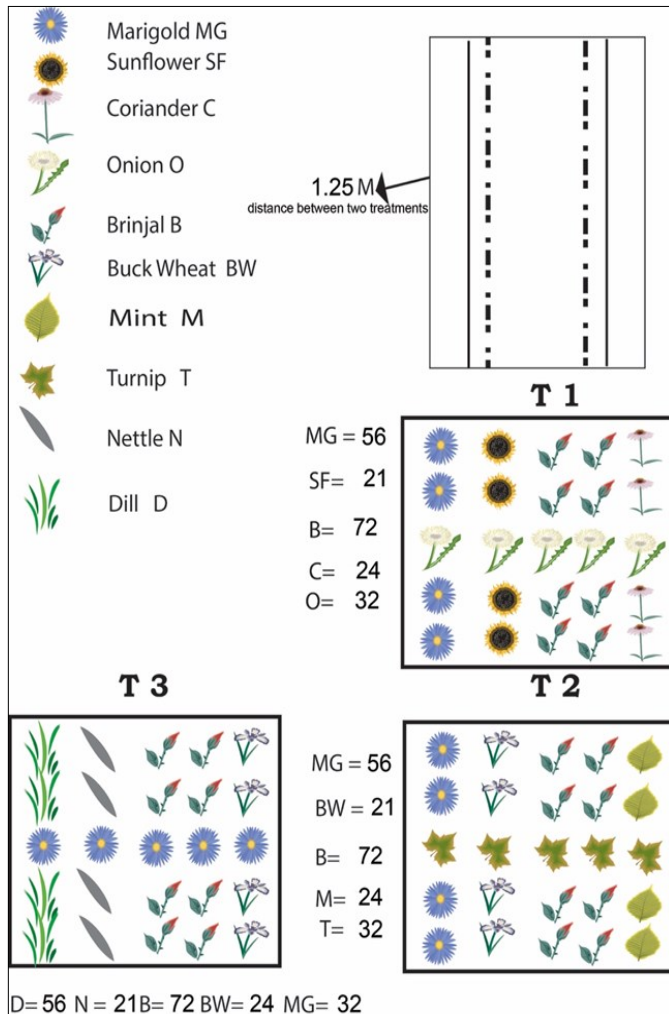 Marigold MG
Sunflower SF
Coriander C
Onion O
Brinjal B
Buck Wheat BW
Mint M
Turnip T
Nettle N
Dill D
1.25 M
distance between two treatments
T 1
MG = 56
SF= 21
B= 72
C= 24
O= 32
T 3
T 2
MG = 56
BW = 21
B= 72
M= 24
T= 32
D= 56 N = 21 B= 72 BW= 24 MG= 32